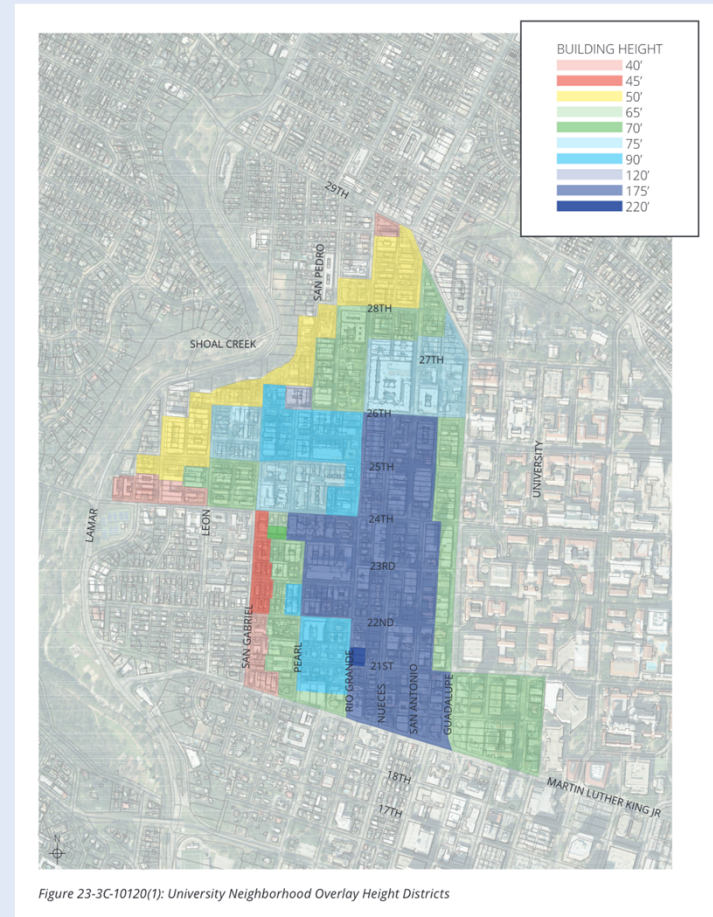 BUILDING HEIGHT
40'
45'
50'
65'
70'
75'
90'
120'
175'
220'
29TH
SAN PEDRO
28TH
SHOAL CREEK
27TH
26TH
UNIVERSITY
25TH
LAMAR
LEON
24TH
23RD
22ND
SAN GABRIEL
PEARL
21ST
RIO GRANDE
NUECES
SAN ANTONIO
GUADALUPE
18TH
MARTIN LUTHER KING JR
17TH
N
Figure 23-3C-10120(1): University Neighborhood Overlay Height Districts